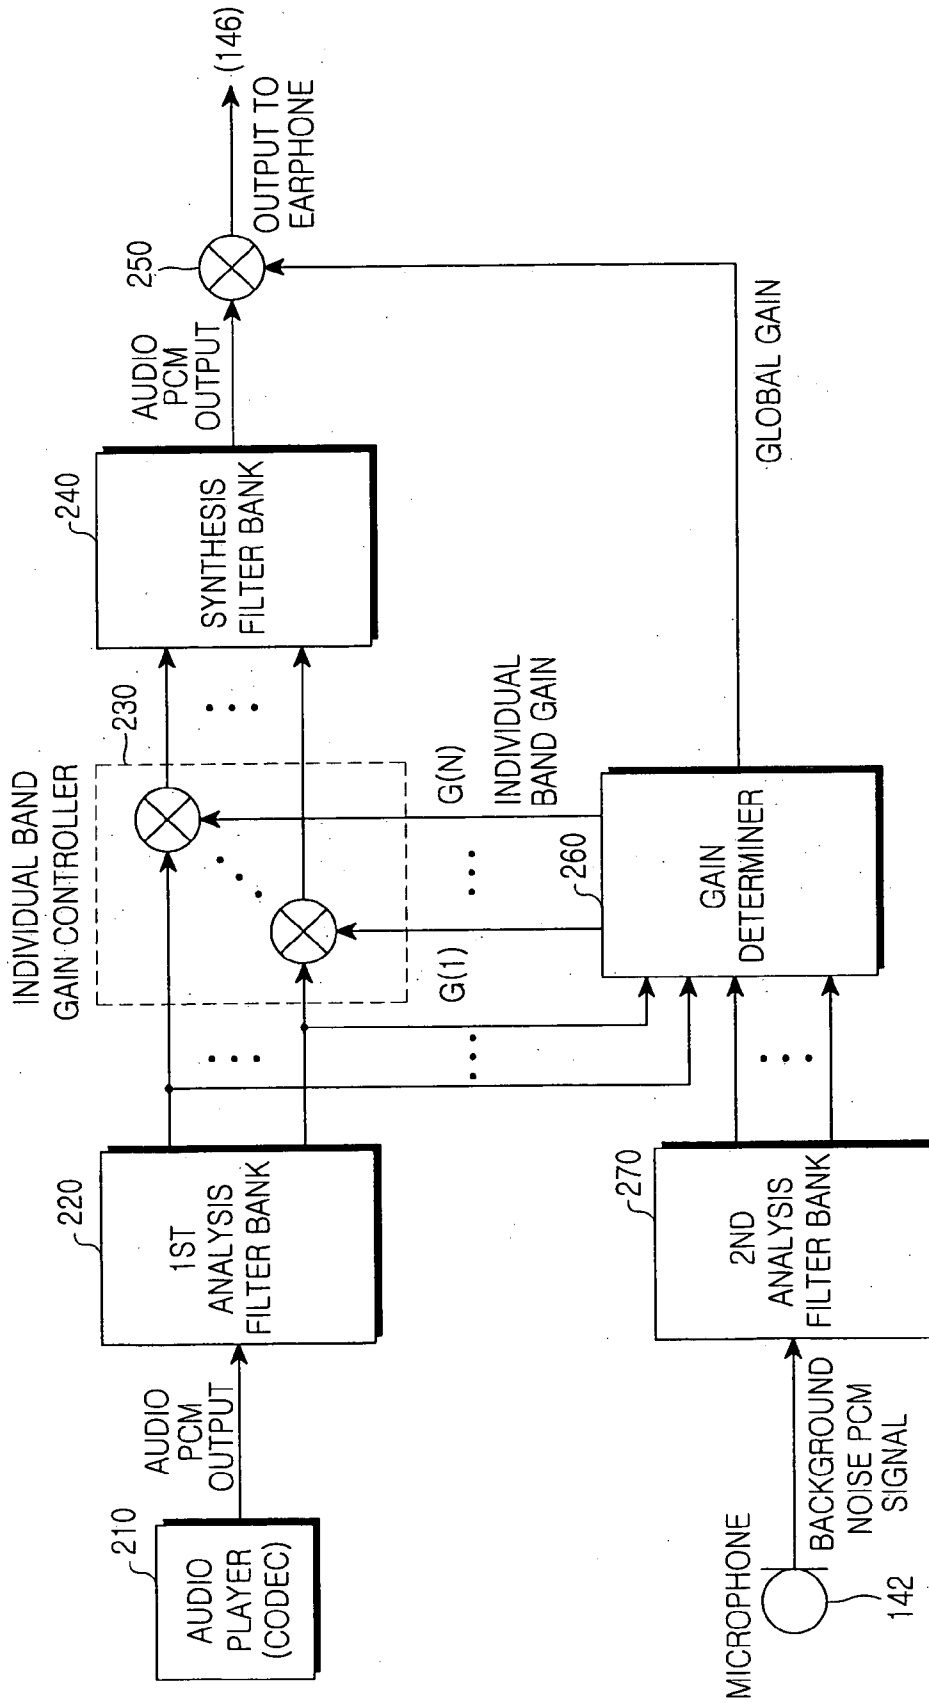 210
AUDIO
PLAYER
(CODEC)
AUDIO
PCM
OUTPUT
220
1ST
ANALYSIS
FILTER BANK
INDIVIDUAL BAND
GAIN CONTROLLER
230
240
SYNTHESIS
FILTER BANK
AUDIO
PCM
OUTPUT
250
(146)
OUTPUT TO
EARPHONE
G(1)
G(N)
INDIVIDUAL
BAND GAIN
260
GAIN
DETERMINER
GLOBAL GAIN
MICROPHONE
142
BACKGROUND
NOISE PCM
SIGNAL
270
2ND
ANALYSIS
FILTER BANK